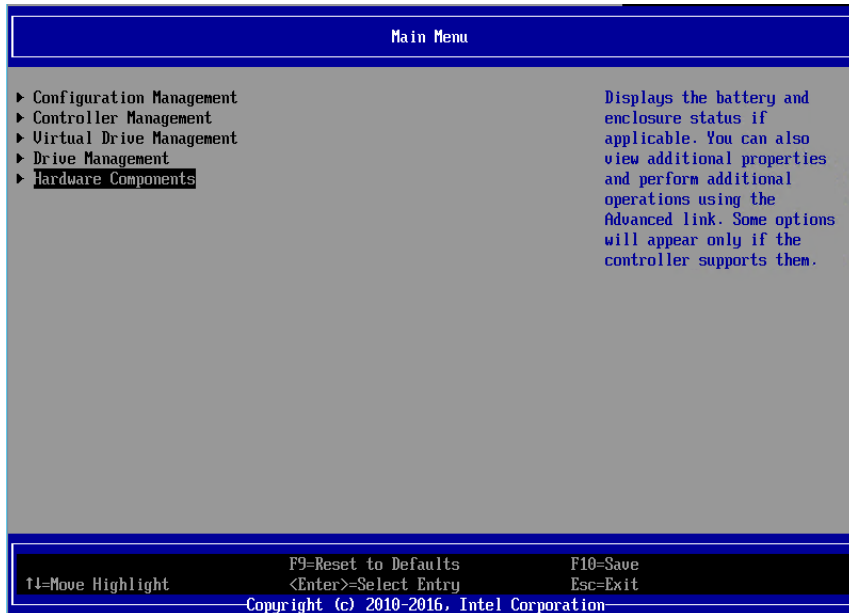 Main Menu
▶ Configuration Management
▶ Controller Management
▶ Virtual Drive Management
▶ Drive Management
▶ Hardware Components
Displays the battery and
enclosure status if
applicable. You can also
view additional properties
and perform additional
operations using the
Advanced link. Some options
will appear only if the
controller supports them.
F9=Reset to Defaults F10=Save
↑↓=Move Highlight <Enter>=Select Entry Esc=Exit
Copyright (c) 2010-2016, Intel Corporation